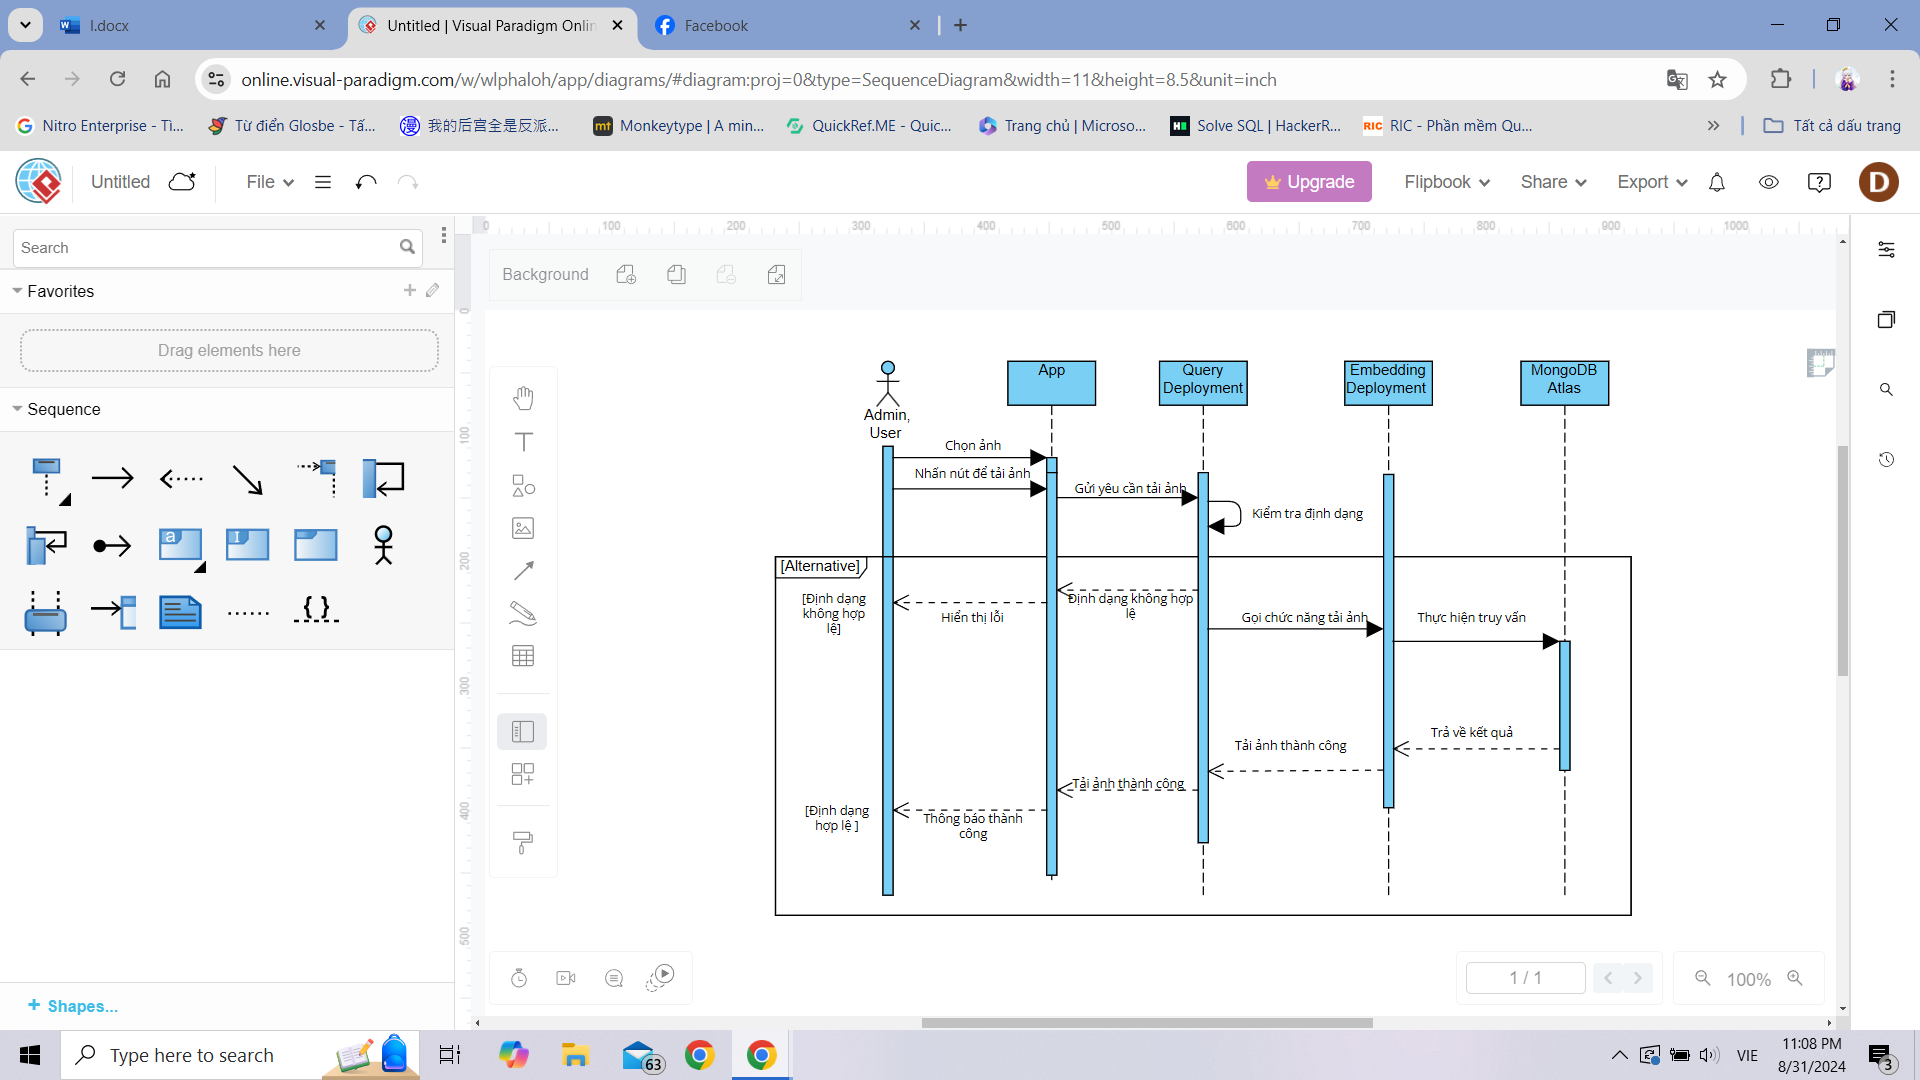 I.docx
Untitled | Visual Paradigm Onlin
Facebook
online.visual-paradigm.com/w/wlphaloh/app/diagrams/#diagram:proj=0&type=SequenceDiagram&width=11&height=8.5&unit=inch
Nitro Enterprise - Ti...
Từ điển Glosbe - Tấ...
我的后宫全是反派...
Monkeytype | A min...
QuickRef.ME - Quic...
Trang chủ | Microso...
Solve SQL | HackerR...
RIC - Phần mềm Qu...
Tất cả dấu trang
Untitled
File
Upgrade
Flipbook
Share
Export
D
Search
Favorites
Drag elements here
Sequence
Shapes...
0 100 200 300 400 500 600 700 800 900 1000
0
100
200
300
400
500
Background
Admin,
User
App
Query
Deployment
Embedding
Deployment
MongoDB
Atlas
Chọn ảnh
Nhấn nút để tải ảnh
Gửi yêu cần tải ảnh
Kiểm tra định dạng
[Alternative]
[Định dạng
không hợp
lệ]
Hiển thị lỗi
Định dạng không hợp
lệ
Gọi chức năng tải ảnh
Thực hiện truy vấn
Trả về kết quả
Tải ảnh thành công
Tải ảnh thành công
[Định dạng
hợp lệ ]
Thông báo thành
công
1 / 1
100%
Type here to search
63
VIE
11:08 PM
8/31/2024
3